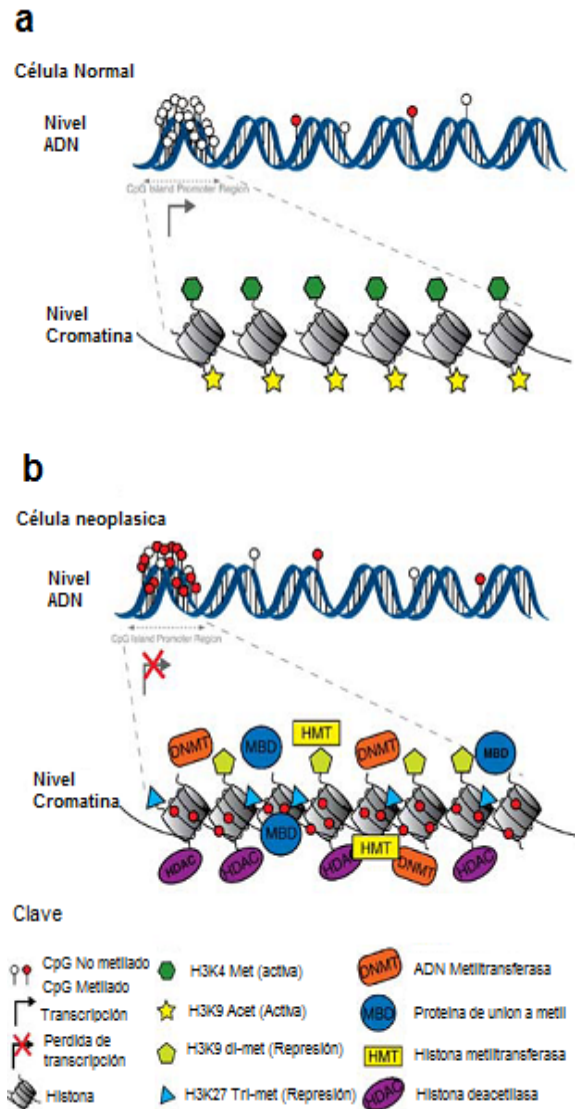 a
Célula Normal
Nivel
ADN
CpG Island Promoter Region
Nivel
Cromatina
b
Célula neoplasica
Nivel
ADN
CpG Island Promoter Region
Nivel
Cromatina
DNMT
MBD
HMT
DNMT
MBD
MBD
HDAC
HDAC
HDAC
HMT
DNMT
HDAC
Clave
CpG No metilado
CpG Metilado
Transcripción
Perdida de
transcripción
Histona
H3K4 Met (activa)
H3K9 Acet (Activa)
H3K9 di-met (Represión)
H3K27 Tri-met (Represión)
DNMT
ADN Metiltransferasa
MBD
Proteina de union a metil
HMT
Histona metiltransferasa
HDAC
Histona deacetilasa